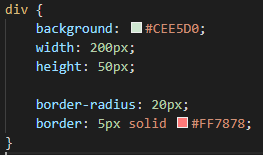 div {
background: #CEE5D0;
width: 200px;
height: 50px;
border-radius: 20px;
border: 5px solid #FF7878;
}